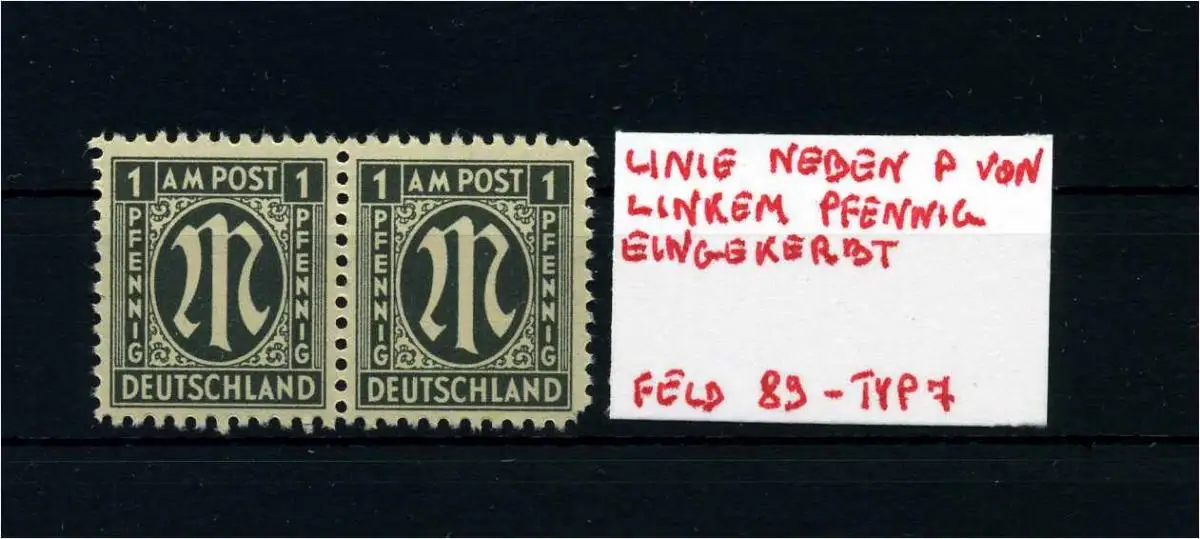 1 AM POST 1
PFENNIG
M
PFENNIG
DEUTSCHLAND
1 AM POST 1
PFENNIG
M
PFENNIG
DEUTSCHLAND
LINIE NEBEN P VON
LINKEM PFENNIG
EINGEKERBT
FELD 89 - TYP 7